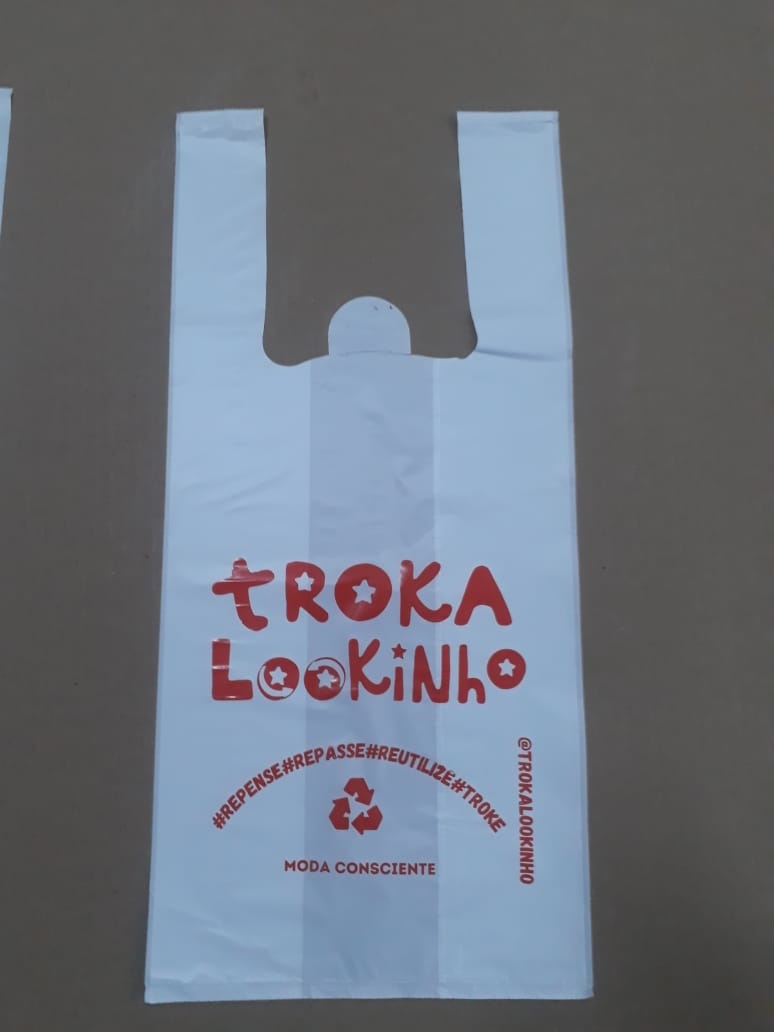 tROKA
LOOKiNhO
#REPENSE#REPASSE#REUTILIZE#TROKE
MODA CONSCIENTE
@TROKALOOKINHO